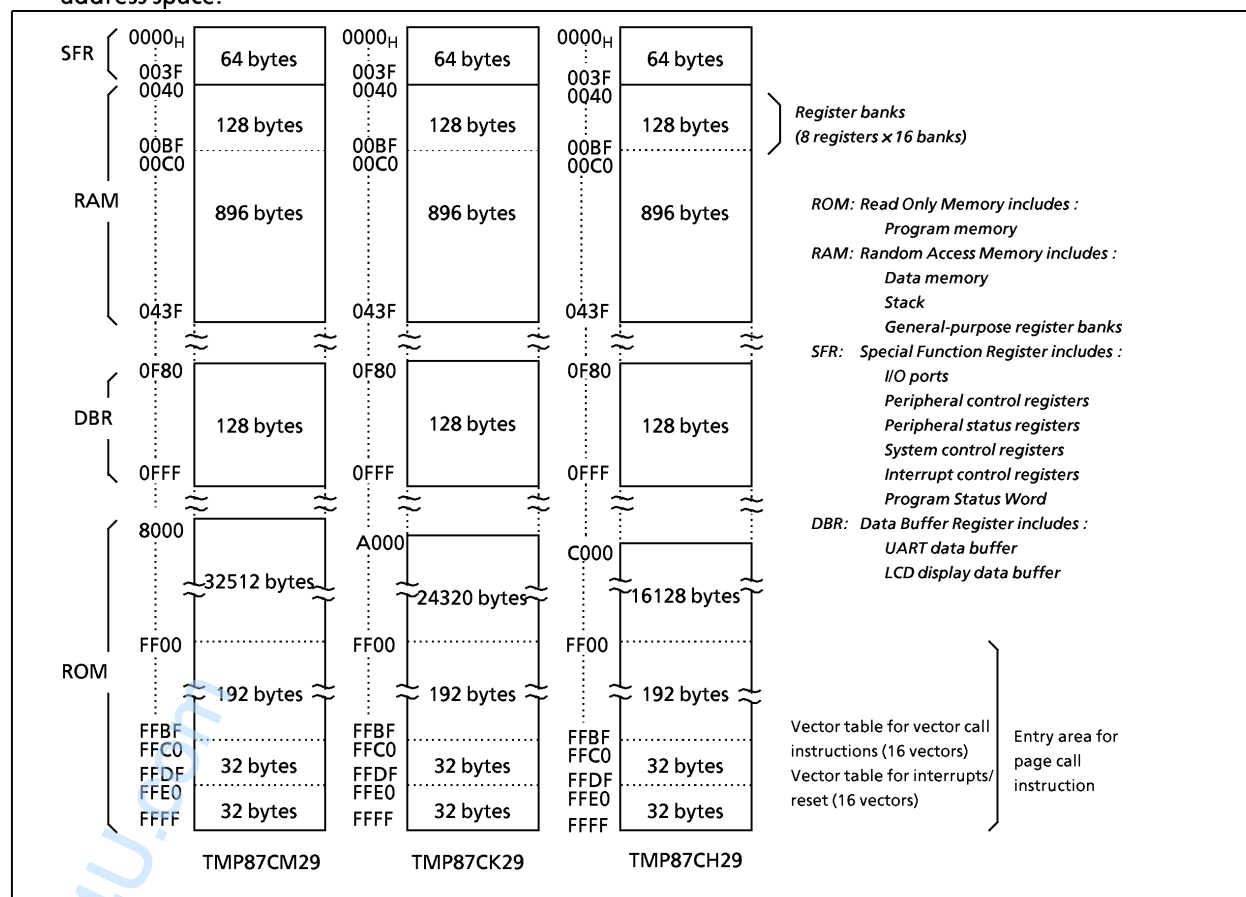 address space.
SFR
RAM
DBR
ROM
0000H
003F
0040
00BF
00C0
043F
0F80
0FFF
8000
FF00
FFBF
FFC0
FFDF
FFE0
FFFF
64 bytes
128 bytes
896 bytes
128 bytes
32512 bytes
192 bytes
32 bytes
32 bytes
TMP87CM29
0000H
003F
0040
00BF
00C0
043F
0F80
0FFF
A000
FF00
FFBF
FFC0
FFDF
FFE0
FFFF
64 bytes
128 bytes
896 bytes
128 bytes
24320 bytes
192 bytes
32 bytes
32 bytes
TMP87CK29
0000H
003F
0040
00BF
00C0
043F
0F80
0FFF
C000
FF00
FFBF
FFC0
FFDF
FFE0
FFFF
64 bytes
128 bytes
896 bytes
128 bytes
16128 bytes
192 bytes
32 bytes
32 bytes
TMP87CH29
Register banks
(8 registers × 16 banks)
ROM: Read Only Memory includes :
Program memory
RAM: Random Access Memory includes :
Data memory
Stack
General-purpose register banks
SFR: Special Function Register includes :
I/O ports
Peripheral control registers
Peripheral status registers
System control registers
Interrupt control registers
Program Status Word
DBR: Data Buffer Register includes :
UART data buffer
LCD display data buffer
Vector table for vector call
instructions (16 vectors)
Vector table for interrupts/
reset (16 vectors)
Entry area for
page call
instruction
4U.com